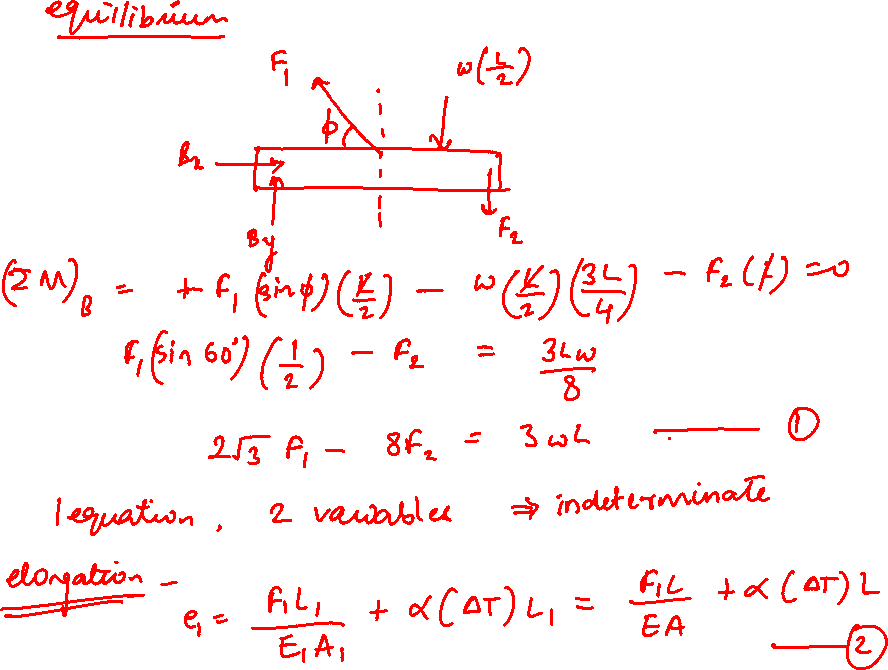 equilibrium
F₁ w(L/2)
ϕ
Bx
By F₂
(ΣM)_B = + F₁ (sin ϕ)(L/2) − w(L/2)(3L/4) − F₂(L) = 0
F₁(sin 60°)(1/2) − F₂ = 3Lw/8
2√3 F₁ − 8F₂ = 3wL —— ①
1 equation, 2 variables ⇒ indeterminate
elongation – e₁ = F₁L₁/E₁A₁ + α(ΔT)L₁ = F₁L/EA + α(ΔT)L —— ②